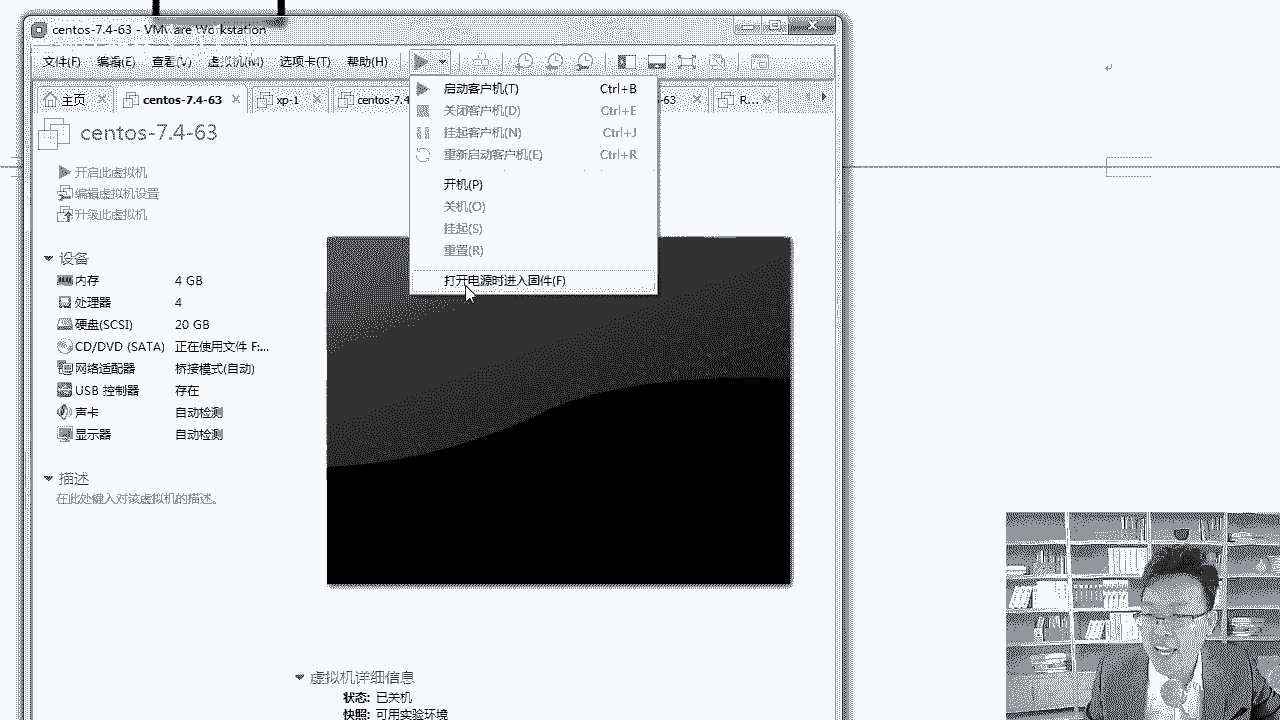 centos-7.4-63 - VMware Workstation
文件(F) 编辑(E) 查看(V) 虚拟机(M) 选项卡(T) 帮助(H)
主页 centos-7.4-63 xp-1 centos-7.4 -63 R...
centos-7.4-63
开启此虚拟机
编辑虚拟机设置
升级此虚拟机
启动客户机(T) Ctrl+B
关闭客户机(D) Ctrl+E
挂起客户机(N) Ctrl+J
重新启动客户机(E) Ctrl+R
开机(P)
关机(O)
挂起(S)
重置(R)
打开电源时进入固件(F)
设备
内存 4 GB
处理器 4
硬盘(SCSI) 20 GB
CD/DVD (SATA) 正在使用文件 F:...
网络适配器 桥接模式(自动)
USB 控制器 存在
声卡 自动检测
显示器 自动检测
描述
在此处键入对该虚拟机的描述。
虚拟机详细信息
状态: 已关机
快照: 可用实验环境